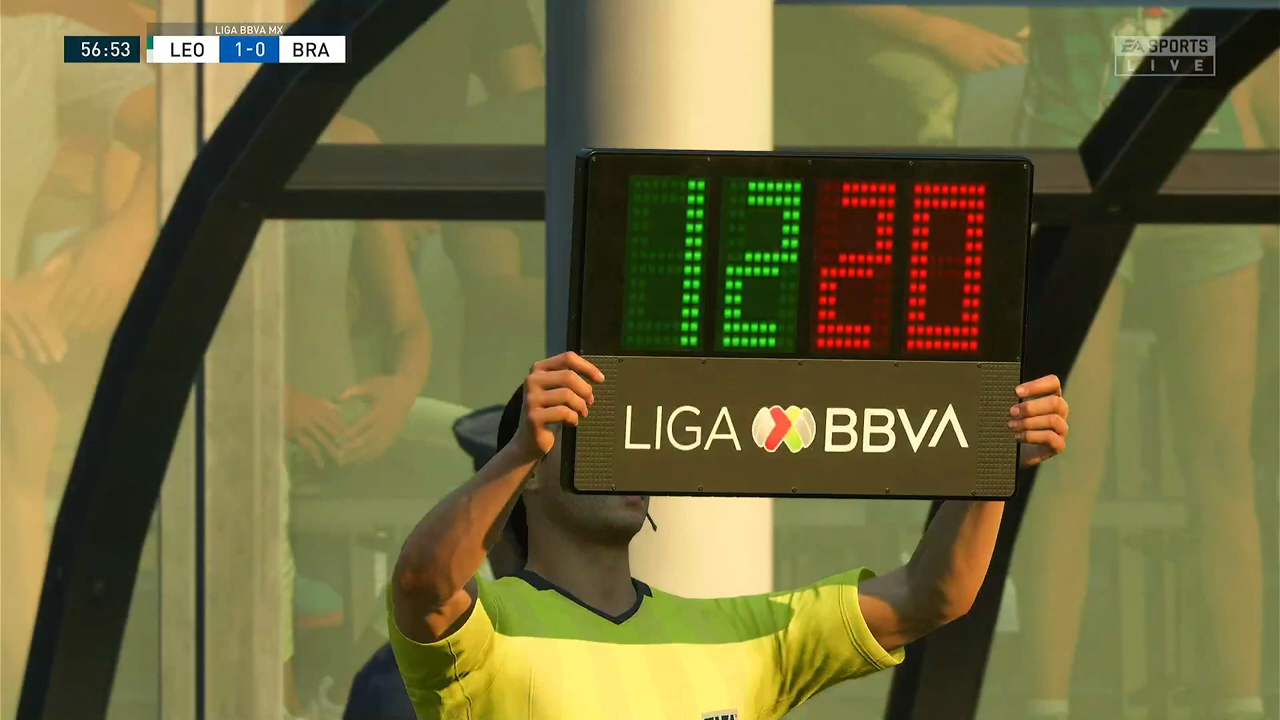 LIGA BBVA MX
56:53 LEO 1-0 BRA
EA SPORTS
LIVE
12 20
LIGA BBVA